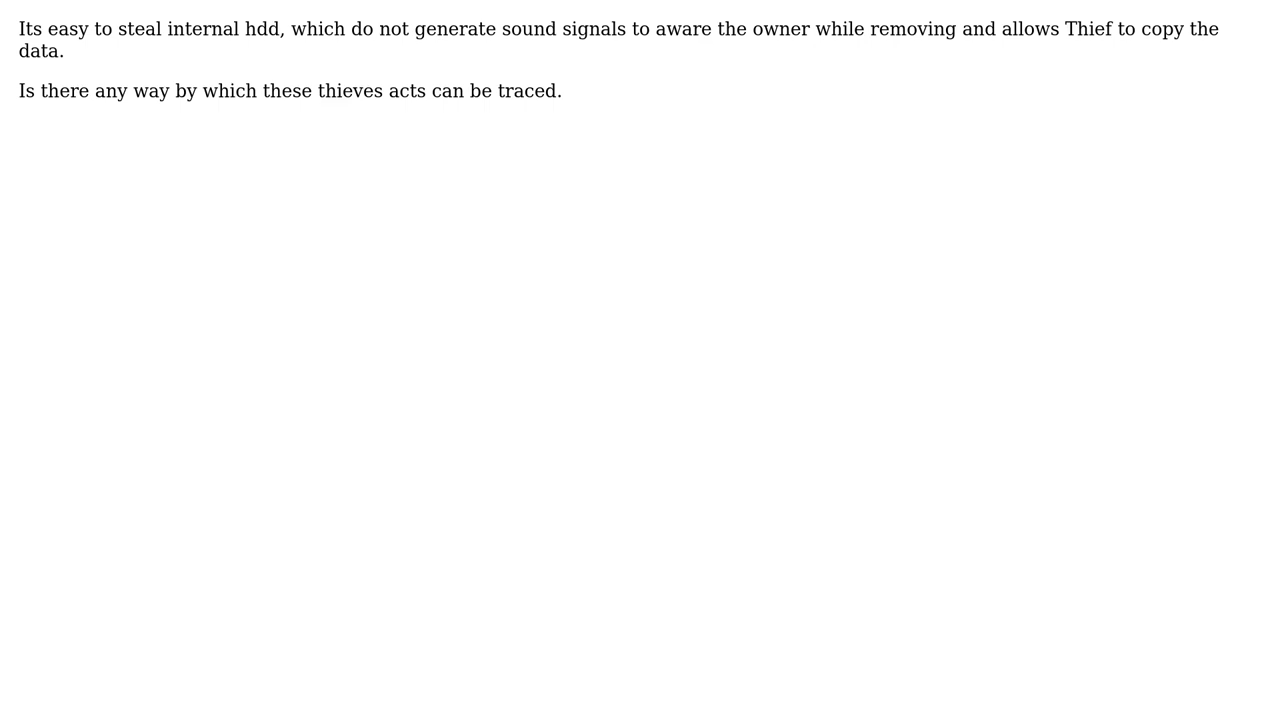 Its easy to steal internal hdd, which do not generate sound signals to aware the owner while removing and allows Thief to copy the
data.
Is there any way by which these thieves acts can be traced.